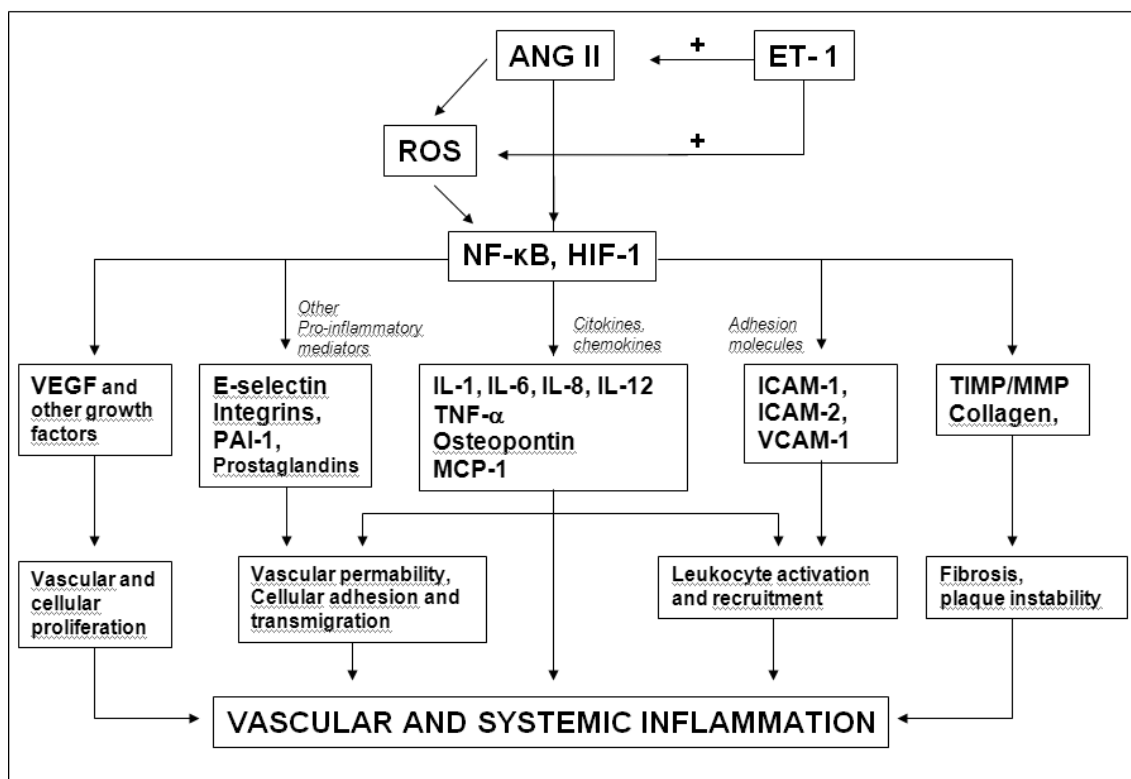 ANG II
+
ET- 1
ROS
+
NF-κB, HIF-1
Other
Pro-inflammatory
mediators
Citokines,
chemokines
Adhesion
molecules
VEGF and
other growth
factors
E-selectin
Integrins,
PAI-1,
Prostaglandins
IL-1, IL-6, IL-8, IL-12
TNF-α
Osteopontin
MCP-1
ICAM-1,
ICAM-2,
VCAM-1
TIMP/MMP
Collagen,
Vascular and
cellular
proliferation
Vascular permability,
Cellular adhesion and
transmigration
Leukocyte activation
and recruitment
Fibrosis,
plaque instability
VASCULAR AND SYSTEMIC INFLAMMATION